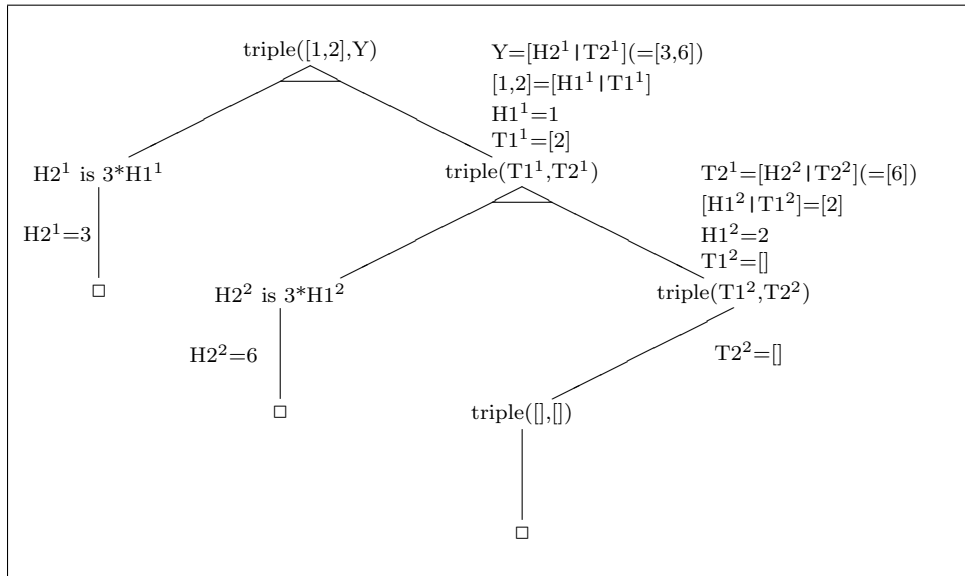 triple([1,2],Y)
Y=[H2¹|T2¹](=[3,6])
[1,2]=[H1¹|T1¹]
H1¹=1
T1¹=[2]
H2¹ is 3*H1¹
triple(T1¹,T2¹)
T2¹=[H2²|T2²](=[6])
[H1²|T1²]=[2]
H2¹=3
H1²=2
T1²=[]
H2² is 3*H1²
triple(T1²,T2²)
H2²=6
T2²=[]
triple([],[])